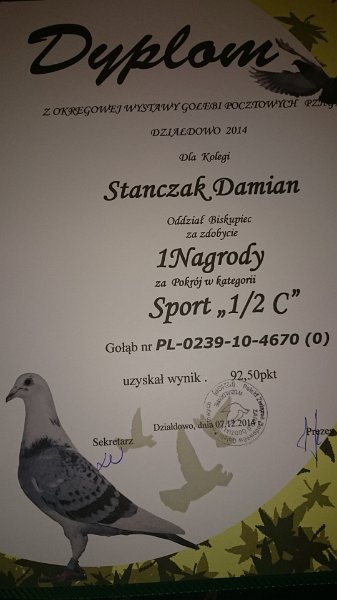 Dyplom
Z OKRĘGOWEJ WYSTAWY GOŁĘBI POCZTOWYCH
DZIAŁDOWO 2014
Dla Kolegi
Stanczak Damian
Oddział Biskupiec
za zdobycie
1Nagrody
za Pokrój w kategorii
Sport „1/2 C”
Gołąb nr PL-0239-10-4670 (0)
uzyskał wynik . 92,50pkt
Działdowo, dnia 07.12.2014
Sekretarz
Prezes